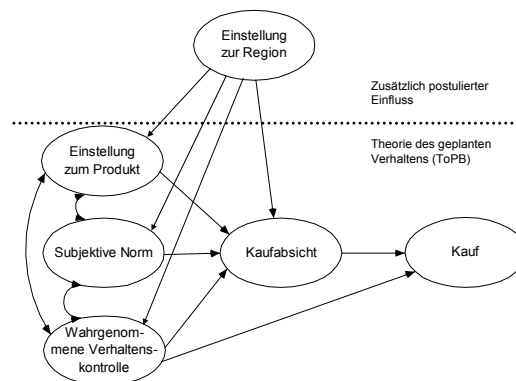 Einstellung
zur Region
Zusätzlich postulierter
Einfluss
Theorie des geplanten
Verhaltens (ToPB)
Einstellung
zum Produkt
Subjektive Norm
Kaufabsicht
Kauf
Wahrgenom-
mene Verhaltens-
kontrolle